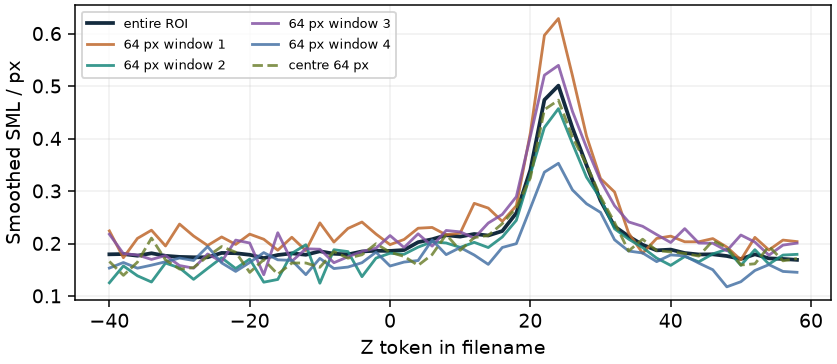 Smoothed SML / px
0.6
0.5
0.4
0.3
0.2
0.1
entire ROI
64 px window 1
64 px window 2
64 px window 3
64 px window 4
centre 64 px
−40
−20
0
20
40
60
Z token in filename